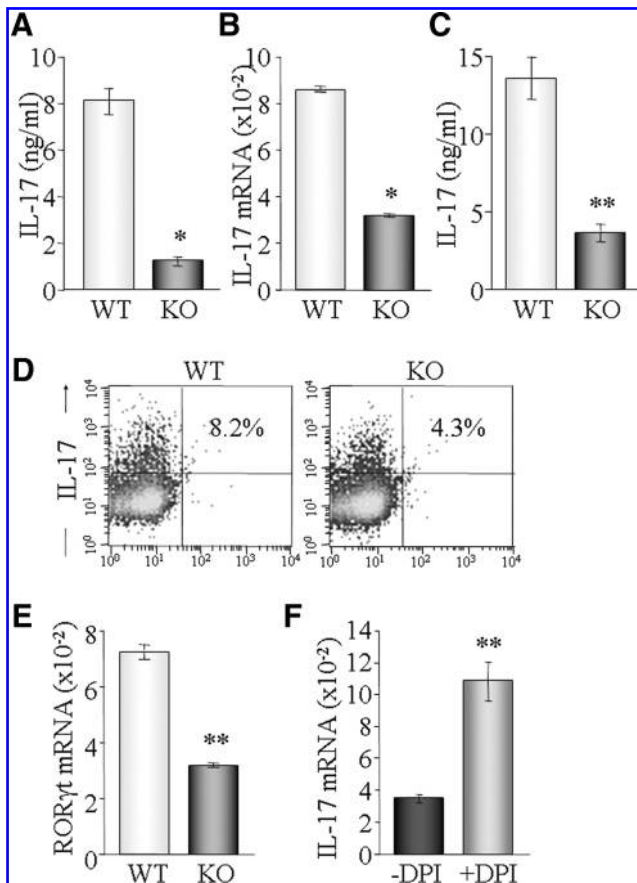 A
B
C
IL-17 (ng/ml)
10
8
6
4
2
0
*
WT KO
IL-17 mRNA (x10⁻²)
10
8
6
4
2
0
*
WT KO
IL-17 (ng/ml)
15
10
5
0
**
WT KO
D
WT
KO
IL-17
10⁴
10³
10²
10¹
10⁰
8.2%
10⁰ 10¹ 10² 10³ 10⁴
10⁴
10³
10²
10¹
10⁰
4.3%
10⁰ 10¹ 10² 10³ 10⁴
E
F
RORγt mRNA (x10⁻²)
8
6
4
2
0
**
WT KO
IL-17 mRNA (x10⁻²)
14
12
10
8
6
4
2
0
**
-DPI +DPI